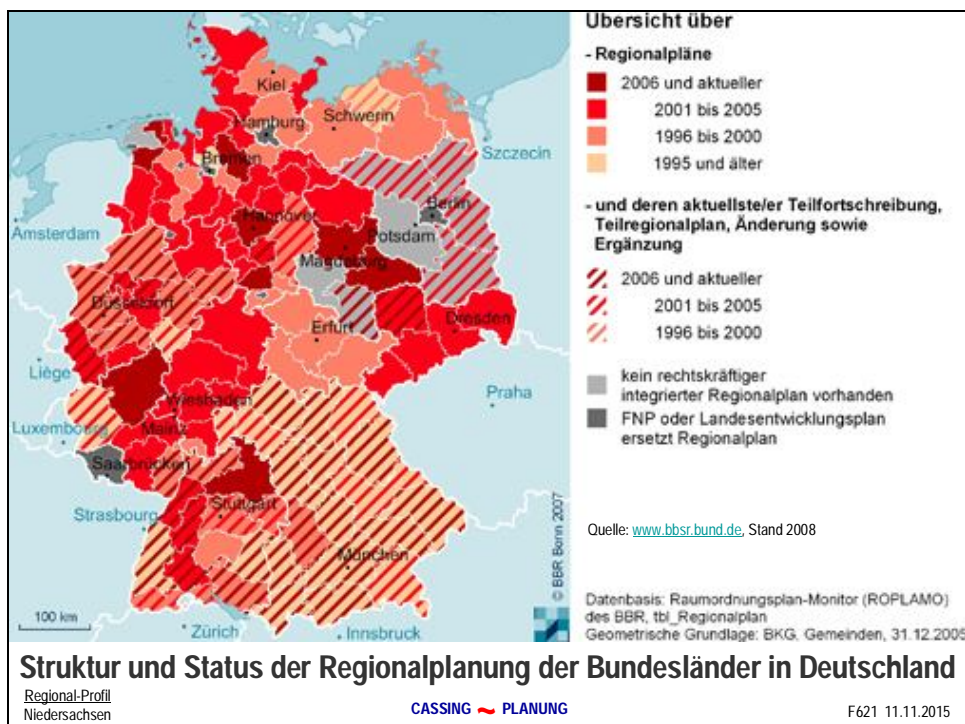 Übersicht über
- Regionalpläne
2006 und aktueller
2001 bis 2005
1996 bis 2000
1995 und älter
- und deren aktuellste/er Teilfortschreibung,
Teilregionalplan, Änderung sowie
Ergänzung
2006 und aktueller
2001 bis 2005
1996 bis 2000
kein rechtskräftiger
integrierter Regionalplan vorhanden
FNP oder Landesentwicklungsplan
ersetzt Regionalplan
Kiel
Hamburg
Schwerin
Szczecin
Bremen
Berlin
Hannover
Potsdam
Amsterdam
Magdeburg
Düsseldorf
Erfurt
Dresden
Liège
Praha
Wiesbaden
Luxembourg
Mainz
Saarbrücken
Strasbourg
Stuttgart
München
100 km
Zürich
Innsbruck
© BBR Bonn 2007
Quelle: www.bbsr.bund.de, Stand 2008
Datenbasis: Raumordnungsplan-Monitor (ROPLAMO)
des BBR, tbl_Regionalplan
Geometrische Grundlage: BKG, Gemeinden, 31.12.2005
Struktur und Status der Regionalplanung der Bundesländer in Deutschland
Regional-Profil
Niedersachsen
CASSING ~ PLANUNG
F621 11.11.2015